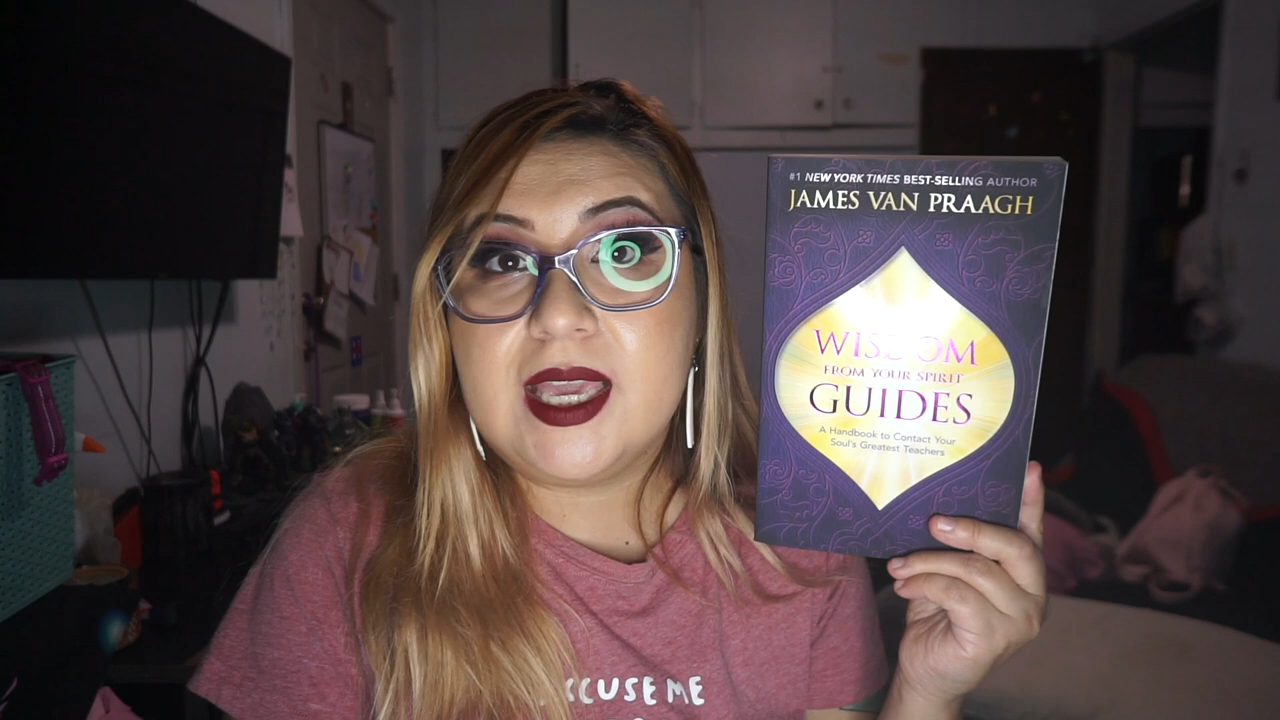 #1 NEW YORK TIMES BEST-SELLING AUTHOR
JAMES VAN PRAAGH
WISDOM
FROM YOUR SPIRIT
GUIDES
A Handbook to Contact Your
Soul's Greatest Teachers
EXCUSE ME